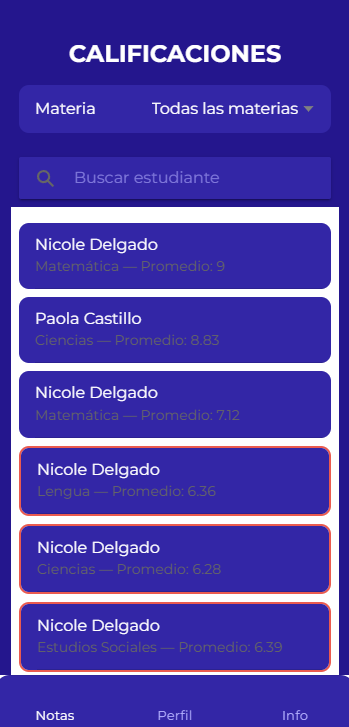 CALIFICACIONES
Materia Todas las materias
Buscar estudiante
Nicole Delgado
Matemática — Promedio: 9
Paola Castillo
Ciencias — Promedio: 8.83
Nicole Delgado
Matemática — Promedio: 7.12
Nicole Delgado
Lengua — Promedio: 6.36
Nicole Delgado
Ciencias — Promedio: 6.28
Nicole Delgado
Estudios Sociales — Promedio: 6.39
Notas Perfil Info